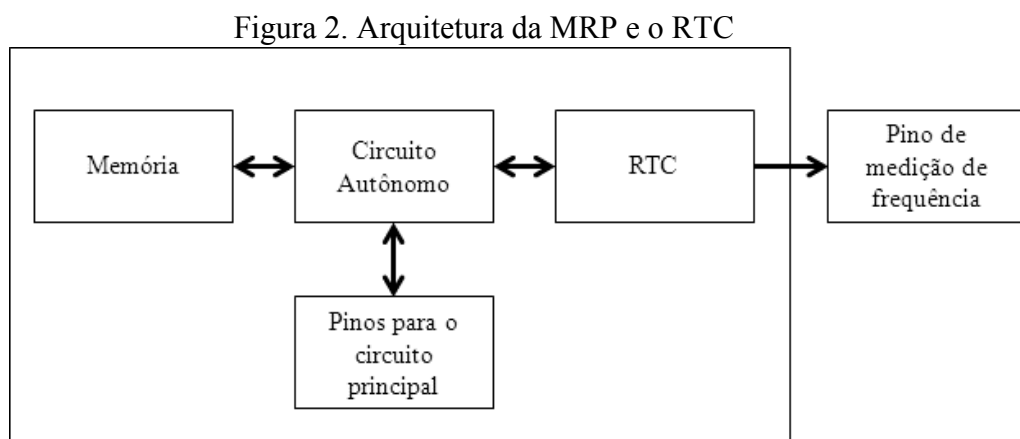 Figura 2. Arquitetura da MRP e o RTC
Memória
Circuito
Autônomo
RTC
Pino de
medição de
frequência
Pinos para o
circuito
principal